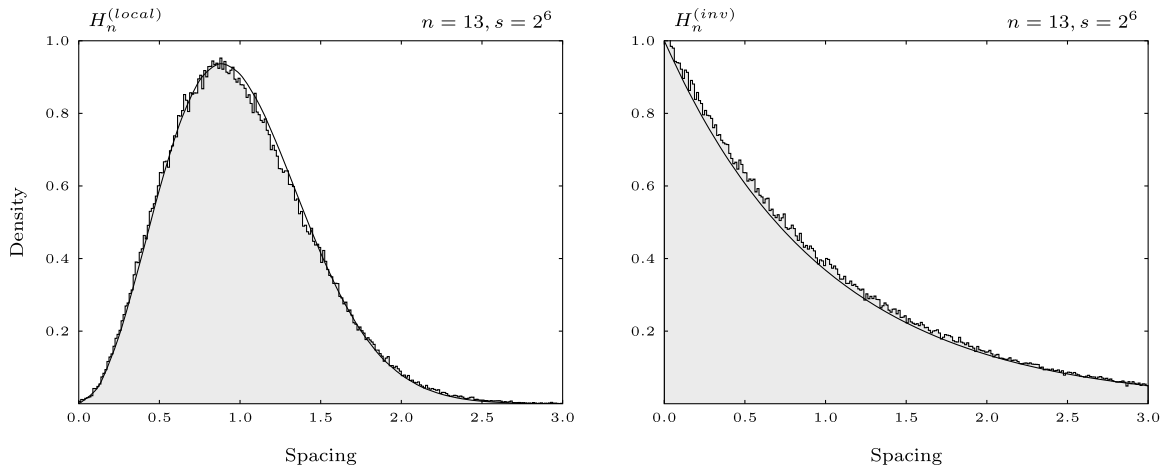 H_n^{(local)} n = 13, s = 2^6
1.0
0.8
0.6
0.4
0.2
Density
0.0 0.5 1.0 1.5 2.0 2.5 3.0
Spacing
H_n^{(inv)} n = 13, s = 2^6
1.0
0.8
0.6
0.4
0.2
0.0 0.5 1.0 1.5 2.0 2.5 3.0
Spacing